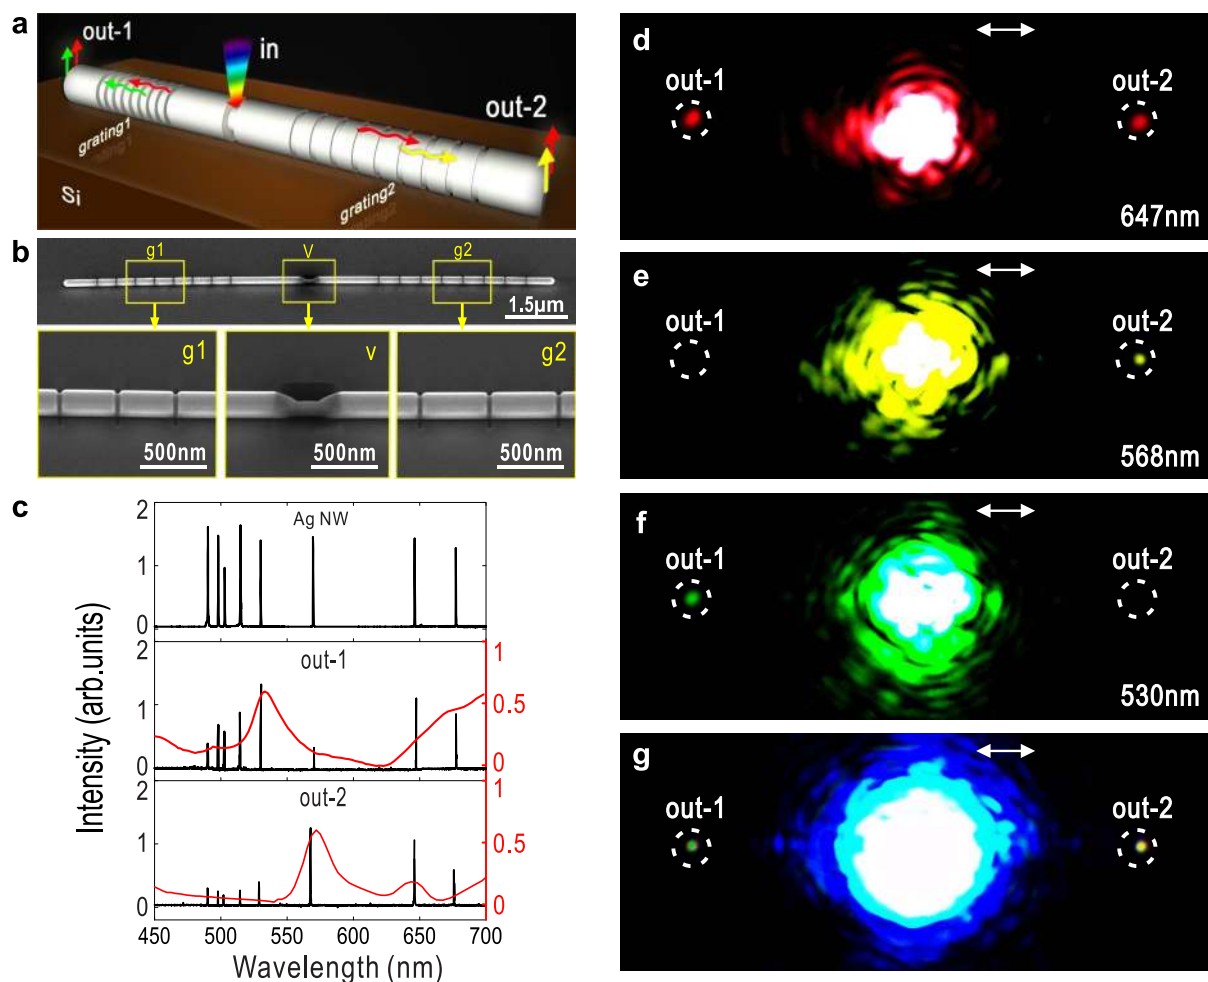 a
out-1
in
out-2
grating1
grating2
Si
b
g1
V
g2
1.5μm
g1
v
g2
500nm
500nm
500nm
c
Intensity (arb.units)
2
1
0
Ag NW
2
1
0
out-1
1
0.5
0
2
1
0
out-2
1
0.5
0
450 500 550 600 650 700
Wavelength (nm)
d
out-1
out-2
647nm
e
out-1
out-2
568nm
f
out-1
out-2
530nm
g
out-1
out-2